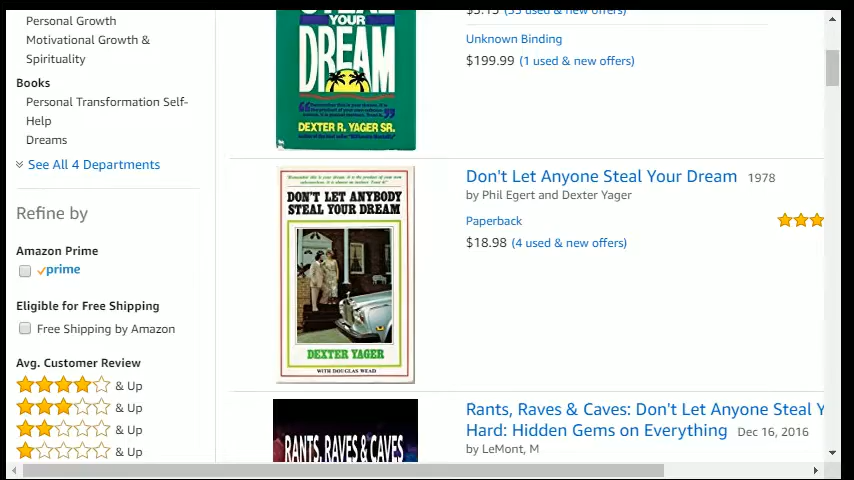 Personal Growth
Motivational Growth &
Spirituality
Books
Personal Transformation Self-
Help
Dreams
See All 4 Departments
Refine by
Amazon Prime
prime
Eligible for Free Shipping
Free Shipping by Amazon
Avg. Customer Review
& Up
& Up
& Up
& Up
YOUR
DREAM
DEXTER R. YAGER SR.
(33 used & new offers)
Unknown Binding
$199.99 (1 used & new offers)
DON'T LET ANYBODY
STEAL YOUR DREAM
DEXTER YAGER
WITH DOUGLAS WEAD
Don't Let Anyone Steal Your Dream 1978
by Phil Egert and Dexter Yager
Paperback
$18.98 (4 used & new offers)
RANTS, RAVES & CAVES
Rants, Raves & Caves: Don't Let Anyone Steal Y
Hard: Hidden Gems on Everything Dec 16, 2016
by LeMont, M